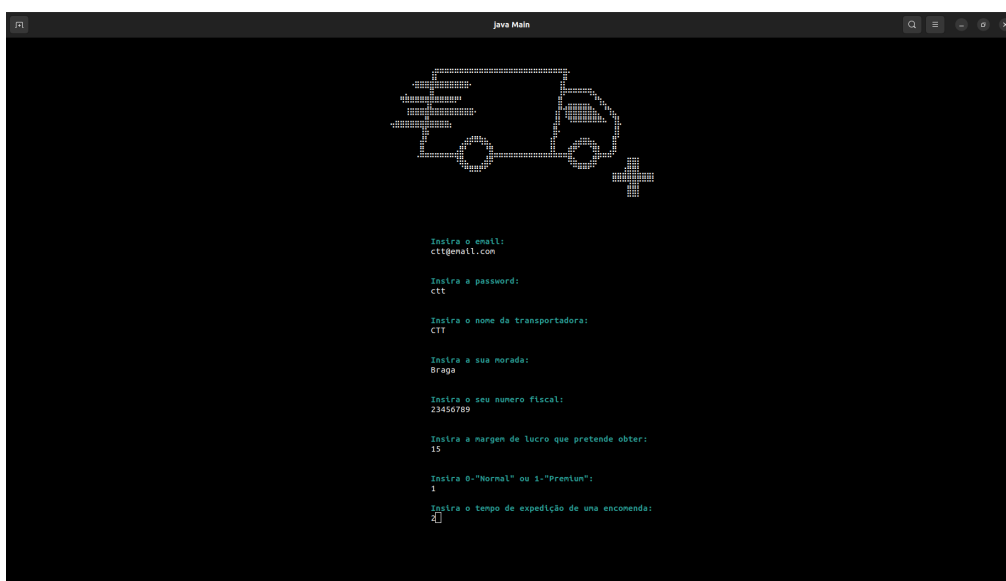 java Main
Insira o email:
ctt@email.com
Insira a password:
ctt
Insira o nome da transportadora:
CTT
Insira a sua morada:
Braga
Insira o seu numero fiscal:
23456789
Insira a margem de lucro que pretende obter:
15
Insira 0-"Normal" ou 1-"Premium":
1
Insira o tempo de expedição de uma encomenda:
2